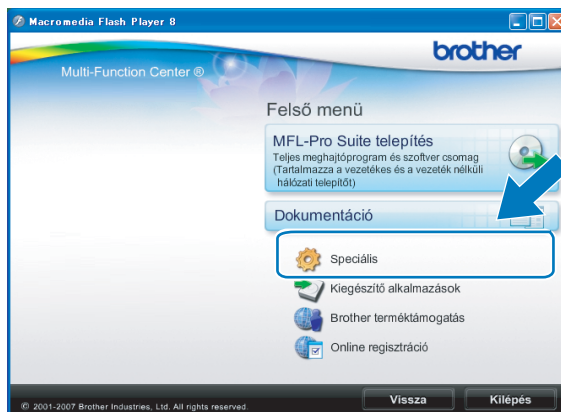 Macromedia Flash Player 8
brother
Multi-Function Center ®
Felső menü
MFL-Pro Suite telepítés
Teljes meghajtóprogram és szoftver csomag
(Tartalmazza a vezetékes és a vezeték nélküli
hálózati telepítőt)
Dokumentáció
Speciális
Kiegészítő alkalmazások
Brother terméktámogatás
Online regisztráció
Vissza
Kilépés
© 2001-2007 Brother Industries, Ltd. All rights reserved.